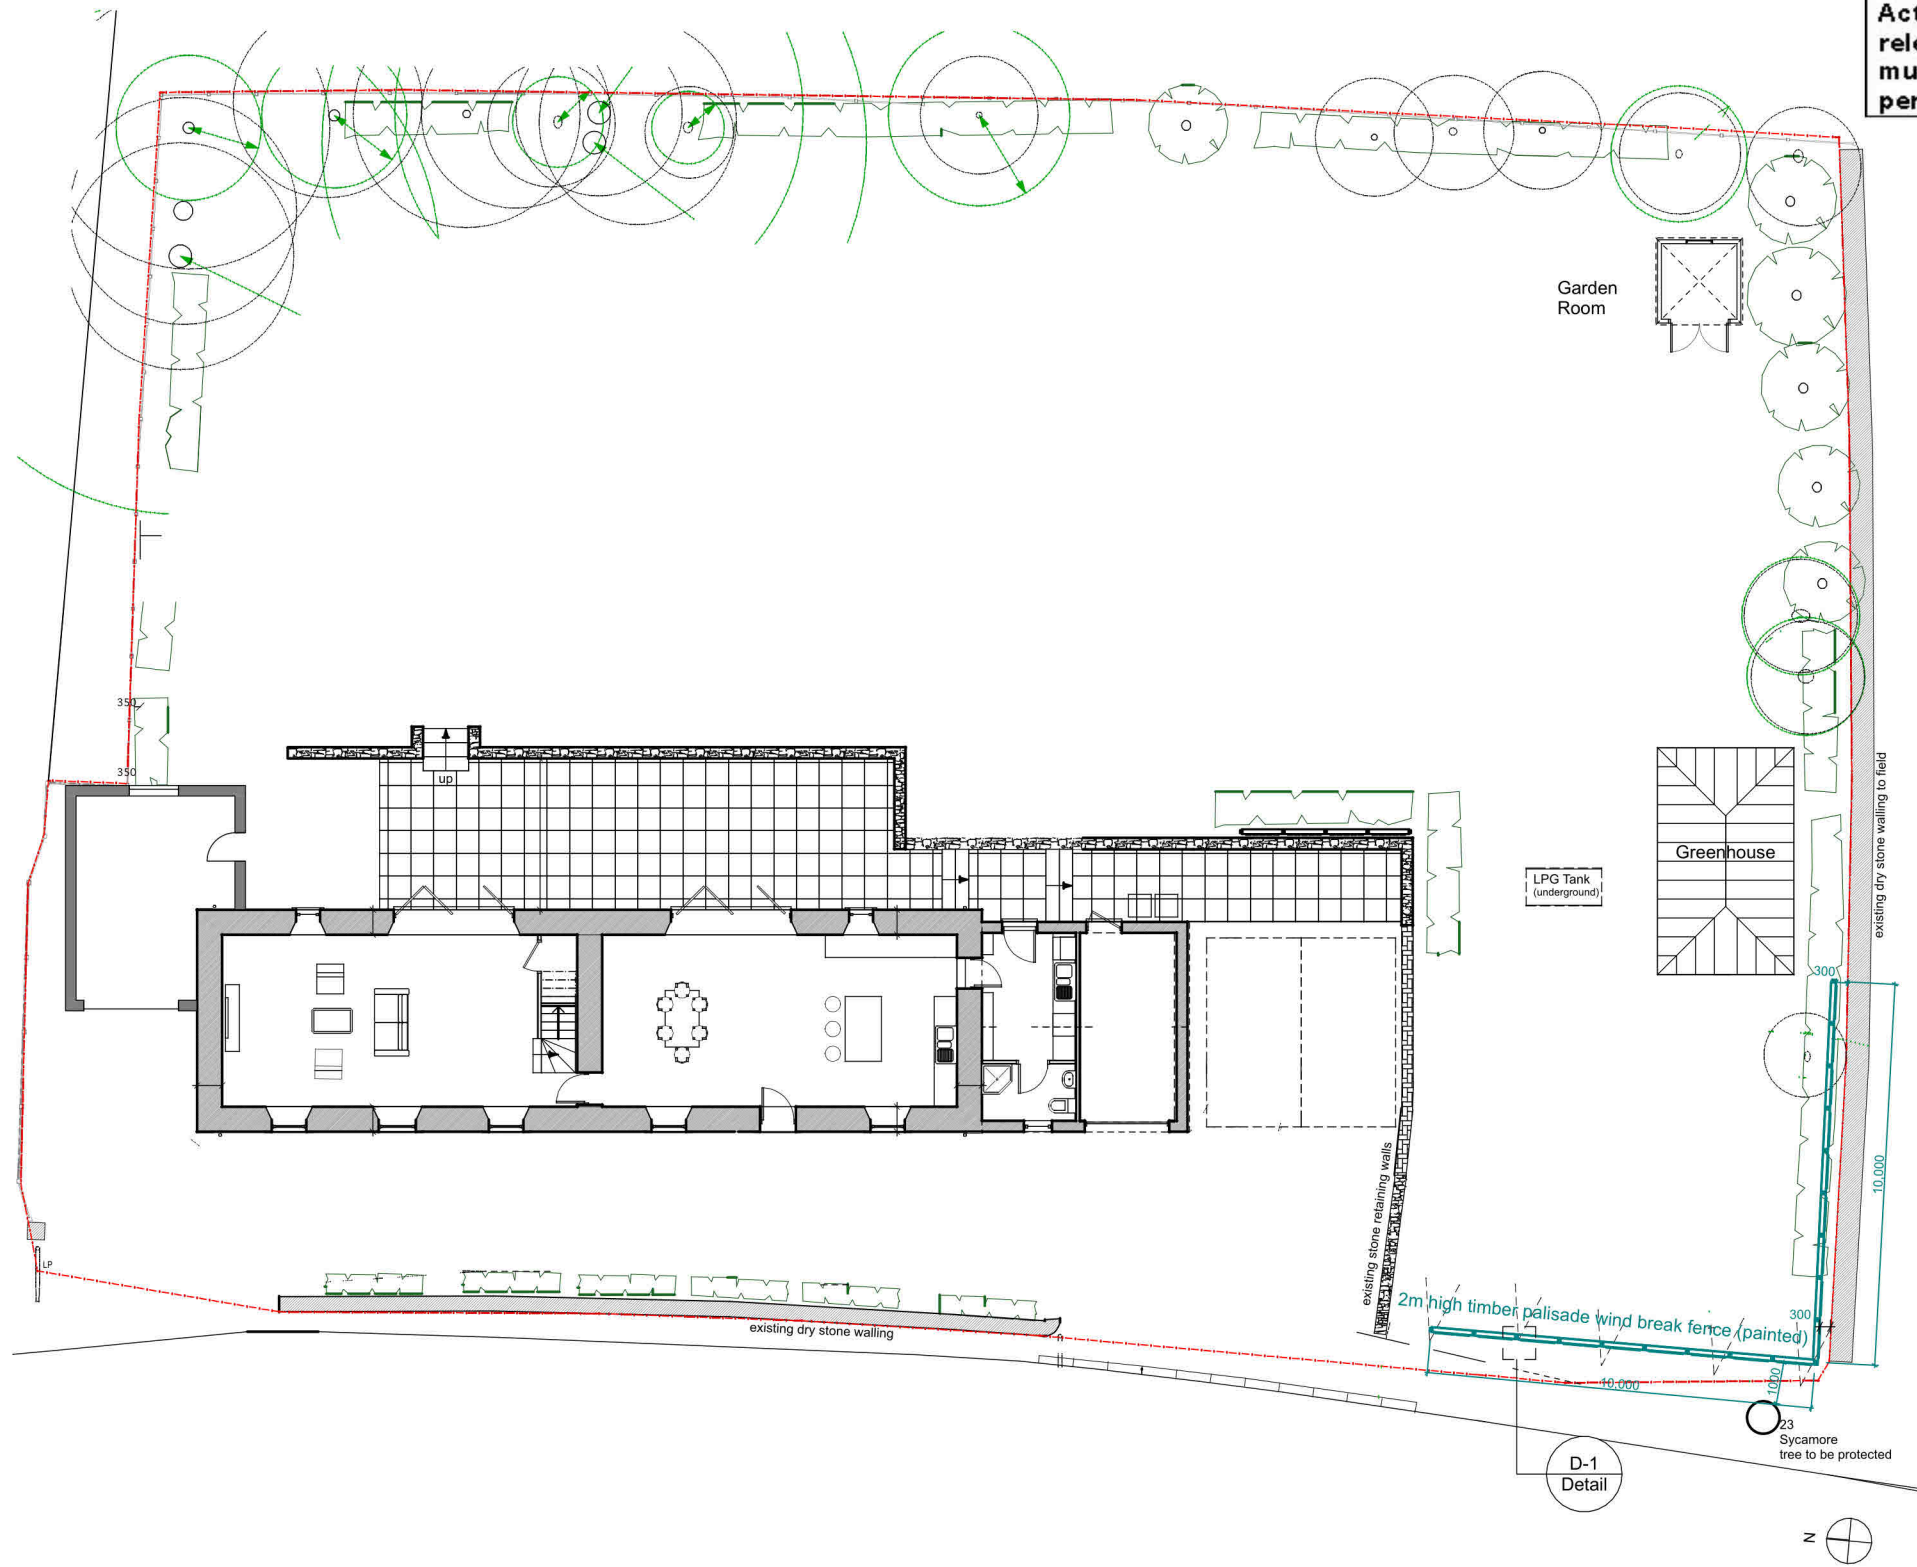 Act
rele
mu
per
Garden
Room
350
350
up
existing dry stone walling to field
Greenhouse
LPG Tank
(underground)
300
10,000
existing stone retaining walls
LP
2m high timber palisade wind break fence (painted)
300
existing dry stone walling
10,000
1000
23
Sycamore
tree to be protected
D-1
Detail
N